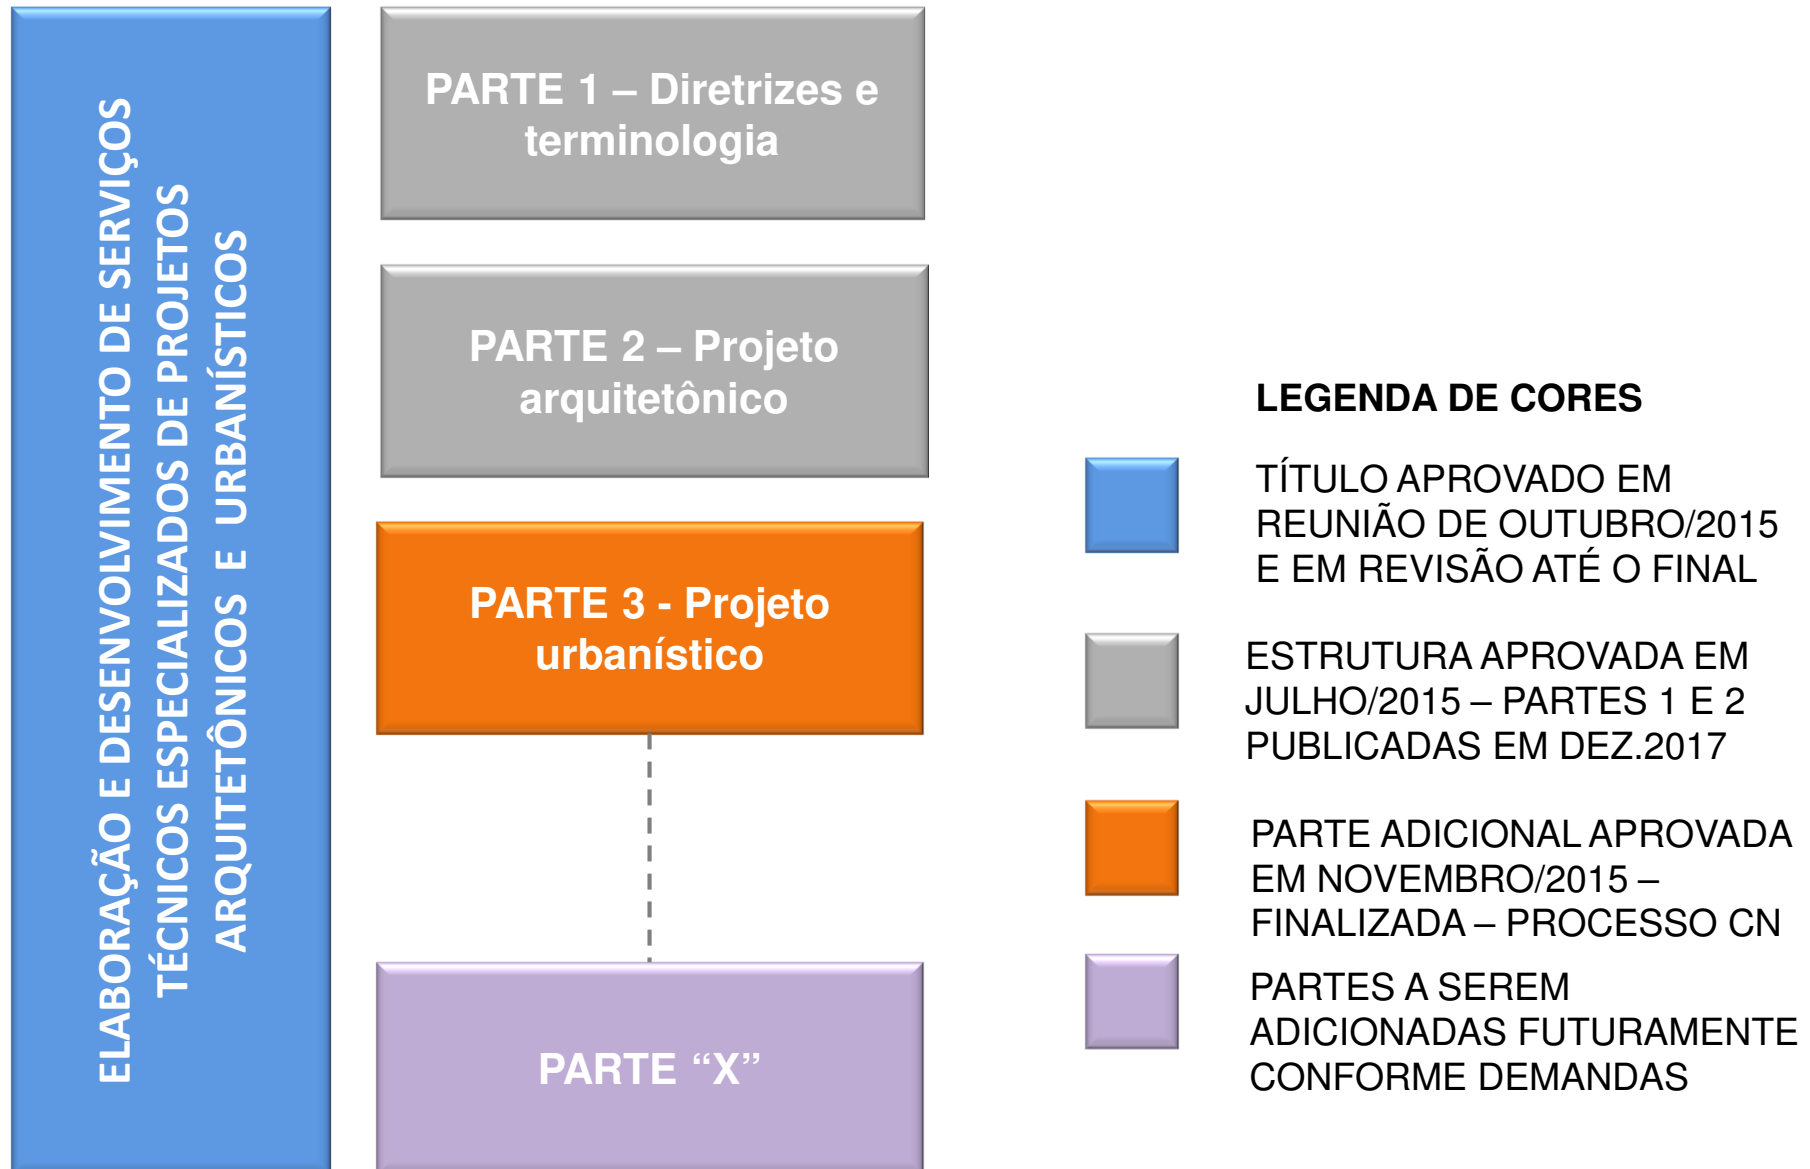 ELABORAÇÃO E DESENVOLVIMENTO DE SERVIÇOS
TÉCNICOS ESPECIALIZADOS DE PROJETOS
ARQUITETÔNICOS E URBANÍSTICOS
PARTE 1 – Diretrizes e
terminologia
PARTE 2 – Projeto
arquitetônico
PARTE 3 - Projeto
urbanístico
PARTE “X”
LEGENDA DE CORES
TÍTULO APROVADO EM
REUNIÃO DE OUTUBRO/2015
E EM REVISÃO ATÉ O FINAL
ESTRUTURA APROVADA EM
JULHO/2015 – PARTES 1 E 2
PUBLICADAS EM DEZ.2017
PARTE ADICIONAL APROVADA
EM NOVEMBRO/2015 –
FINALIZADA – PROCESSO CN
PARTES A SEREM
ADICIONADAS FUTURAMENTE
CONFORME DEMANDAS